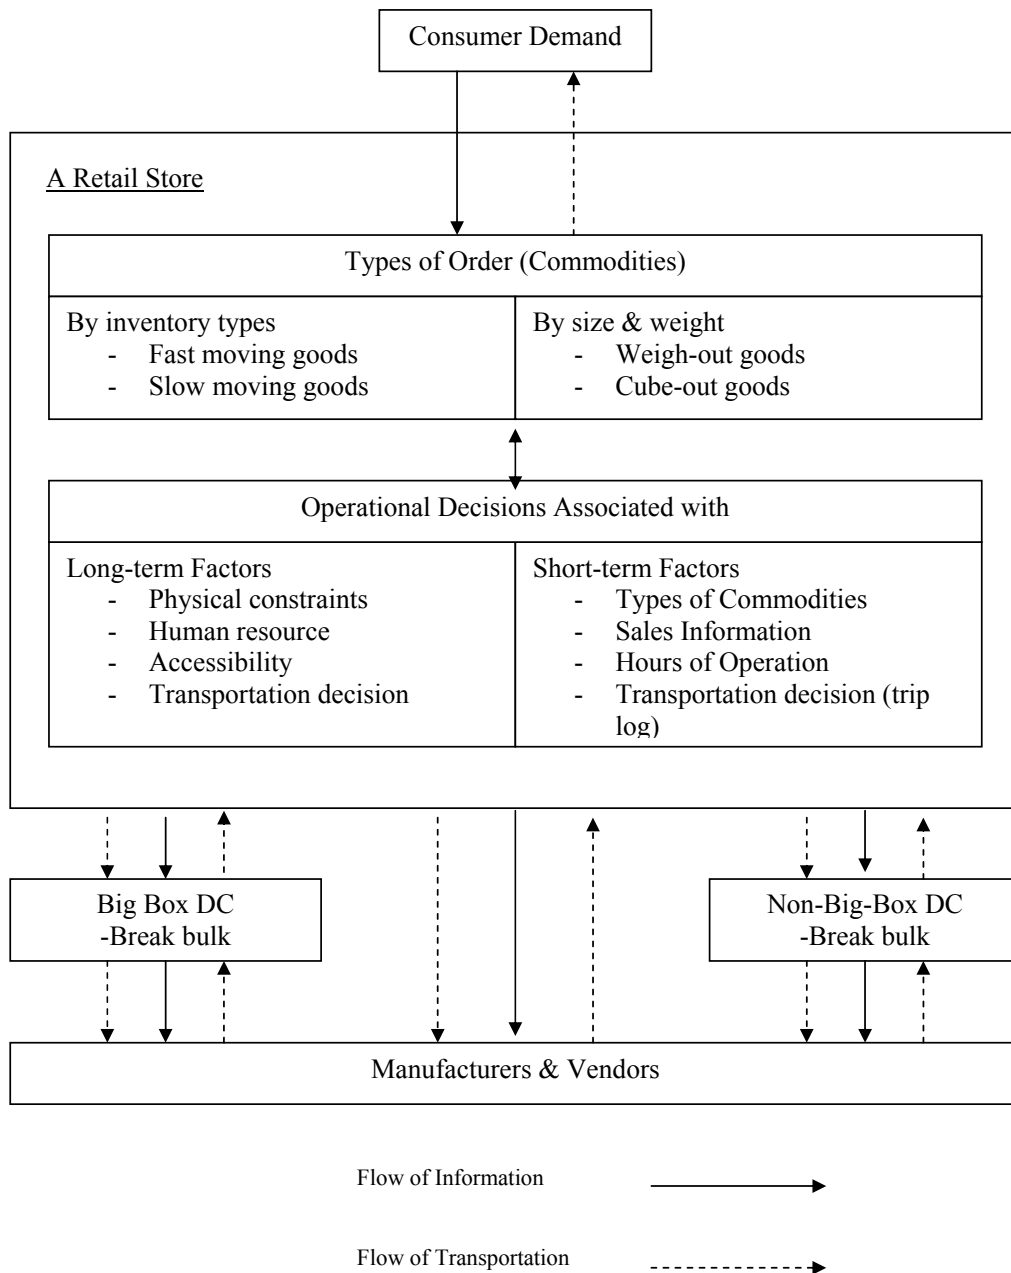 Consumer Demand
A Retail Store
Types of Order (Commodities)
By inventory types
- Fast moving goods
- Slow moving goods
By size & weight
- Weigh-out goods
- Cube-out goods
Operational Decisions Associated with
Long-term Factors
- Physical constraints
- Human resource
- Accessibility
- Transportation decision
Short-term Factors
- Types of Commodities
- Sales Information
- Hours of Operation
- Transportation decision (trip
log)
Big Box DC
-Break bulk
Non-Big-Box DC
-Break bulk
Manufacturers & Vendors
Flow of Information
Flow of Transportation